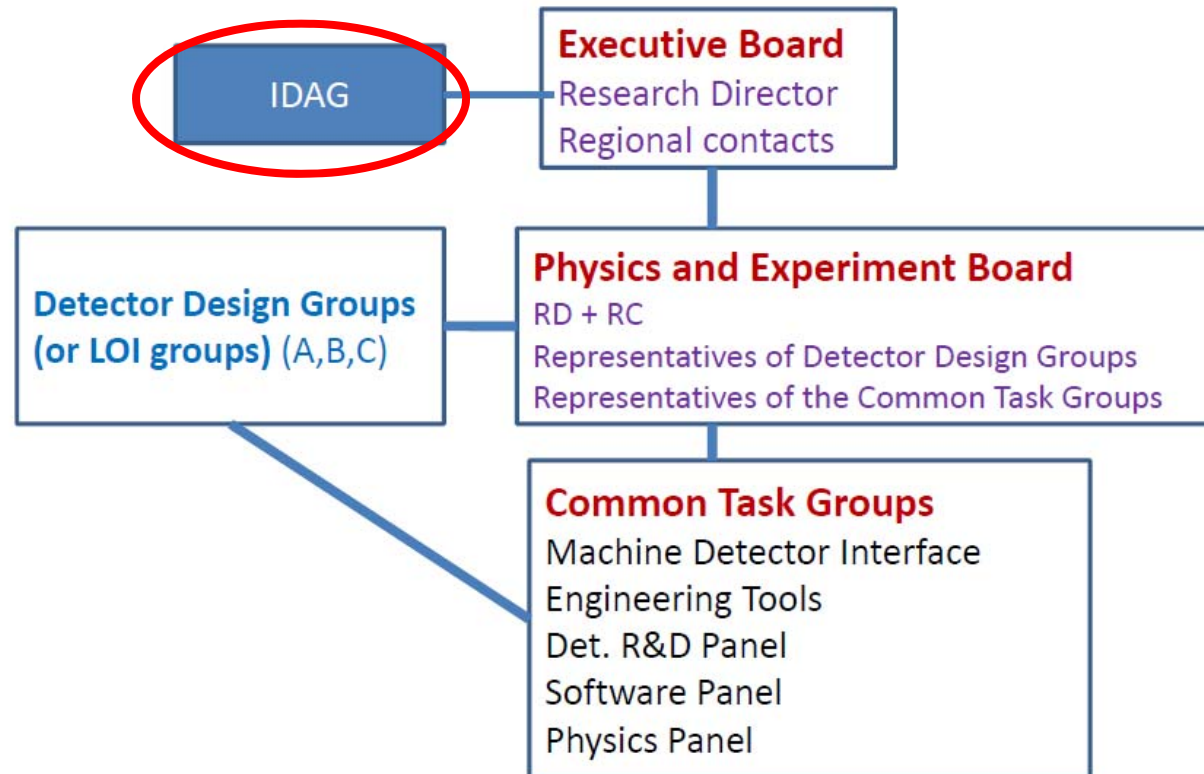 IDAG
Executive Board
Research Director
Regional contacts
Detector Design Groups
(or LOI groups) (A,B,C)
Physics and Experiment Board
RD + RC
Representatives of Detector Design Groups
Representatives of the Common Task Groups
Common Task Groups
Machine Detector Interface
Engineering Tools
Det. R&D Panel
Software Panel
Physics Panel